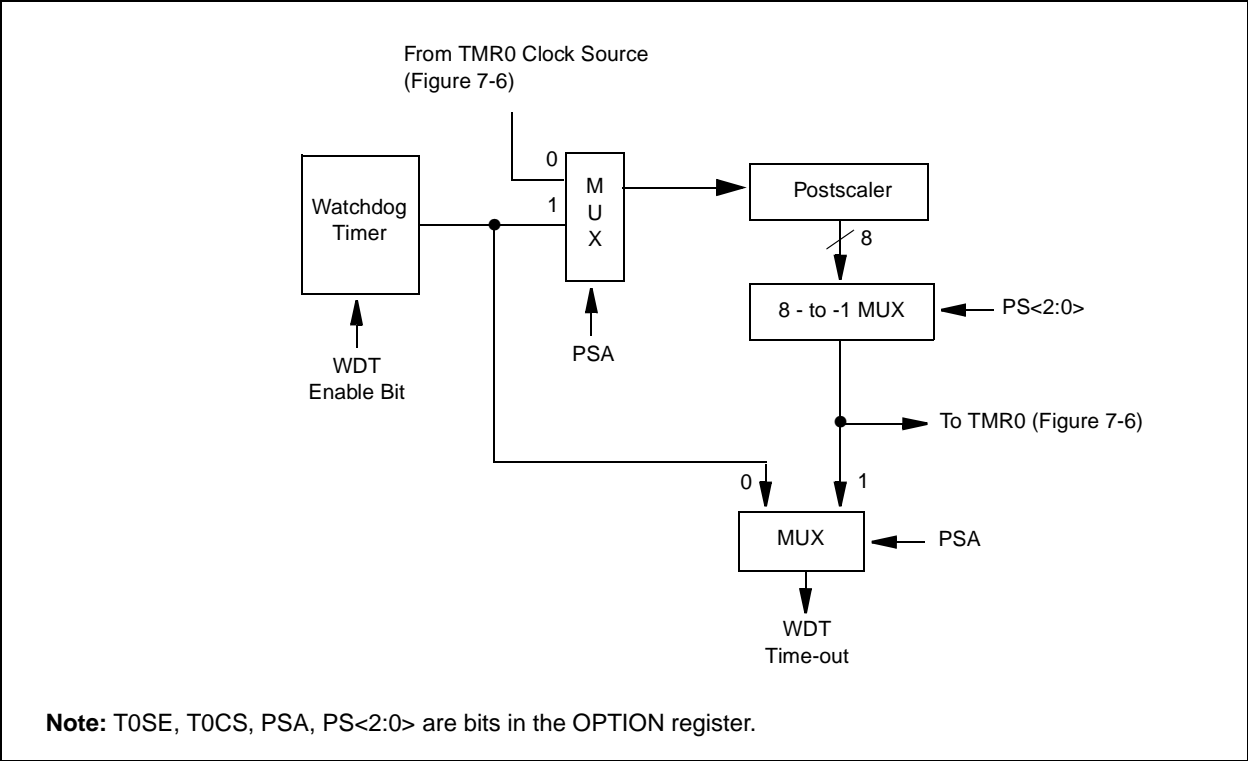 From TMR0 Clock Source
(Figure 7-6)
0
1
M
U
X
Watchdog
Timer
Postscaler
8
8 - to -1 MUX
PS<2:0>
PSA
WDT
Enable Bit
To TMR0 (Figure 7-6)
0
1
MUX
PSA
WDT
Time-out
Note: T0SE, T0CS, PSA, PS<2:0> are bits in the OPTION register.